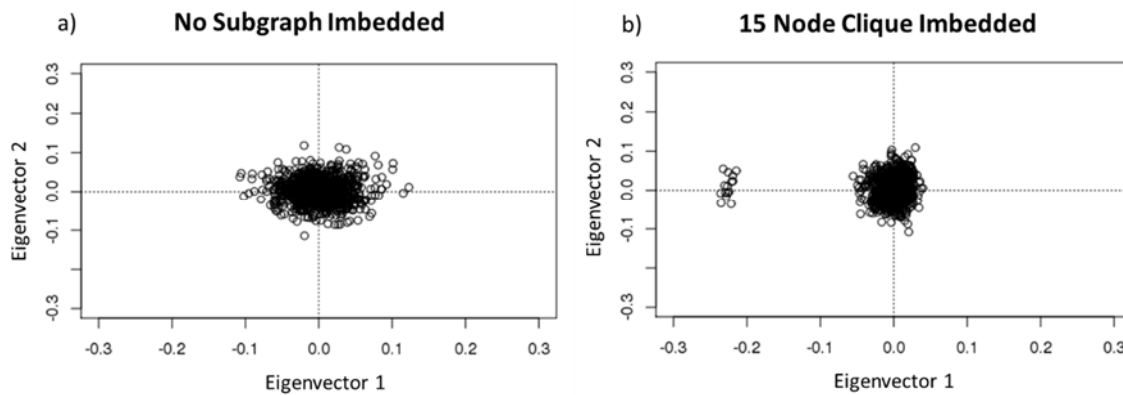 a) No Subgraph Imbedded
0.3
0.1
0.0
-0.1
-0.3
Eigenvector 2
-0.3 -0.2 -0.1 0.0 0.1 0.2 0.3
Eigenvector 1
b) 15 Node Clique Imbedded
0.3
0.1
0.0
-0.1
-0.3
Eigenvector 2
-0.3 -0.2 -0.1 0.0 0.1 0.2 0.3
Eigenvector 1